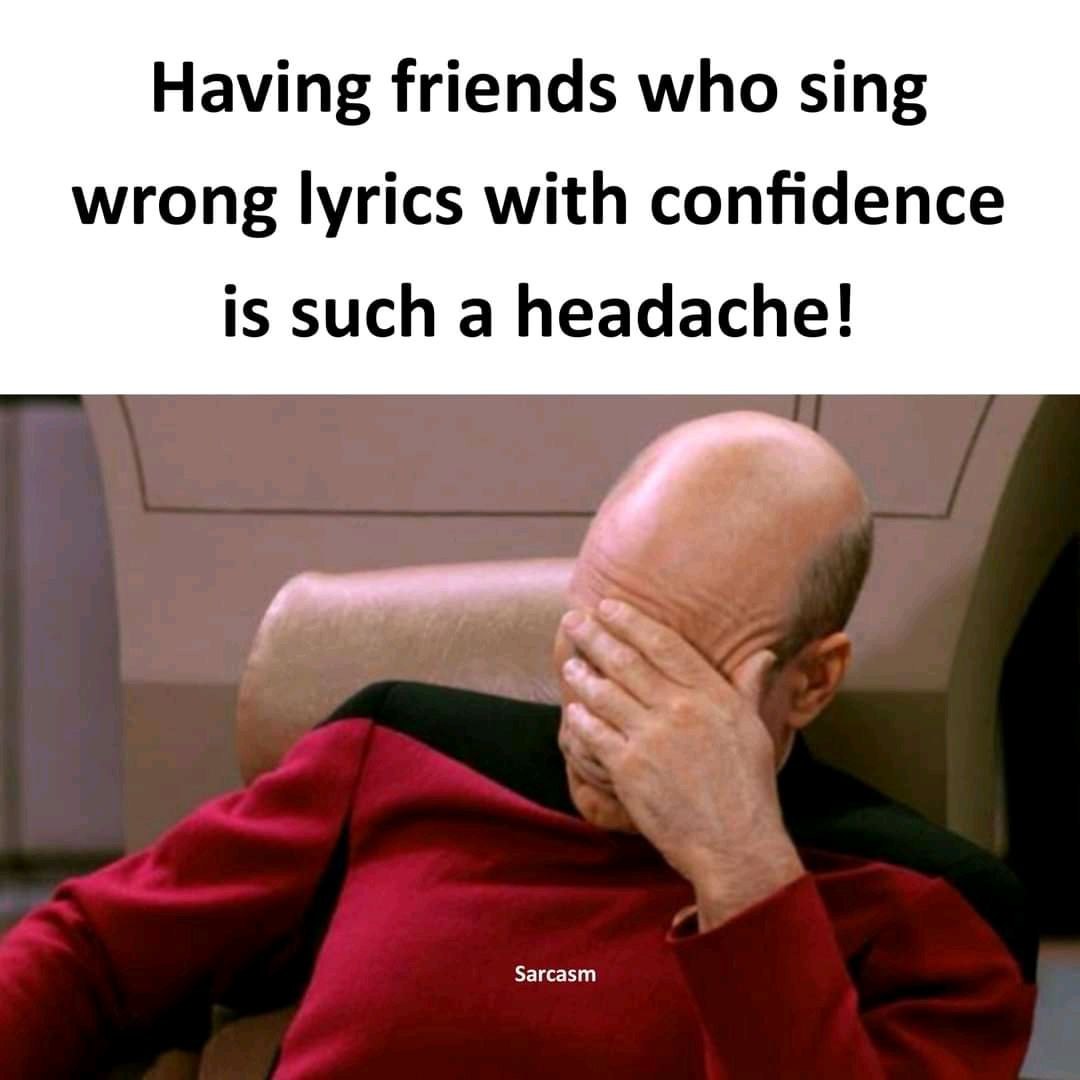 Having friends who sing
wrong lyrics with confidence
is such a headache!
Sarcasm